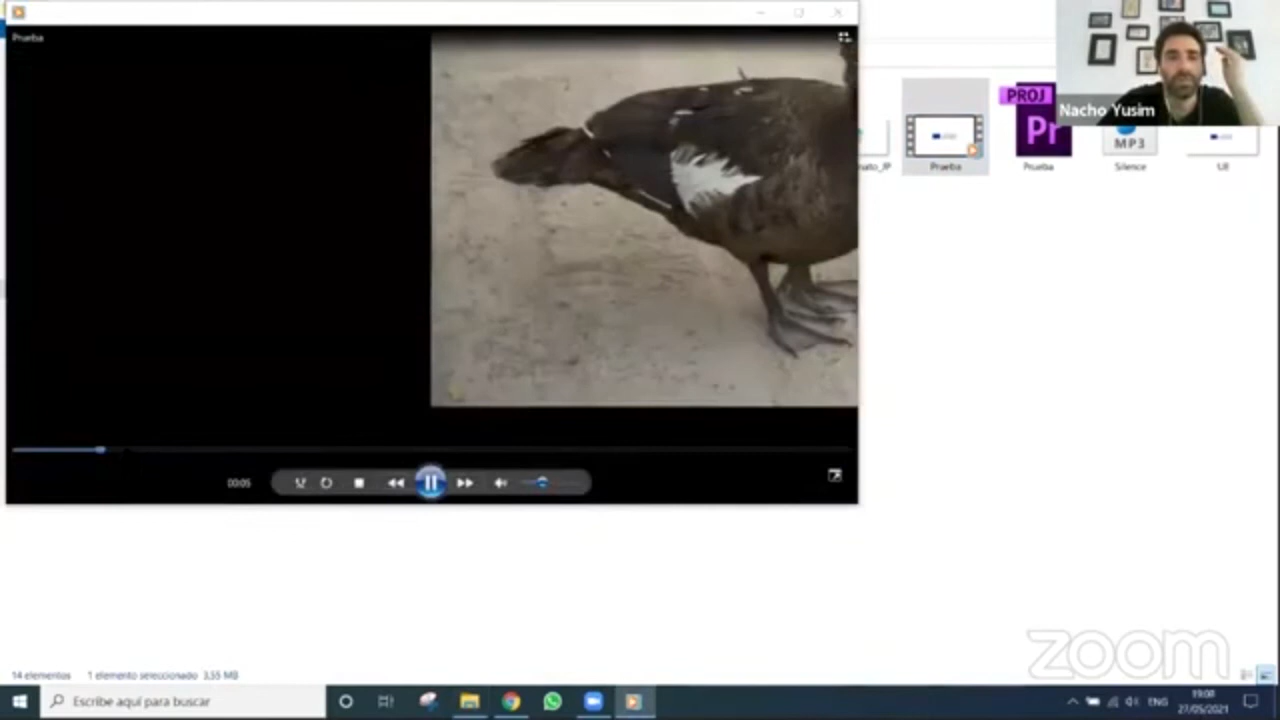 Prueba
Nacho Yusim
PROJ
Pr
MP3
Prueba
Prueba
Silence
UI
00:05
zoom
14 elementos 1 elemento seleccionado 3,55 MB
Escribe aquí para buscar
ENG
19:08
27/05/2021